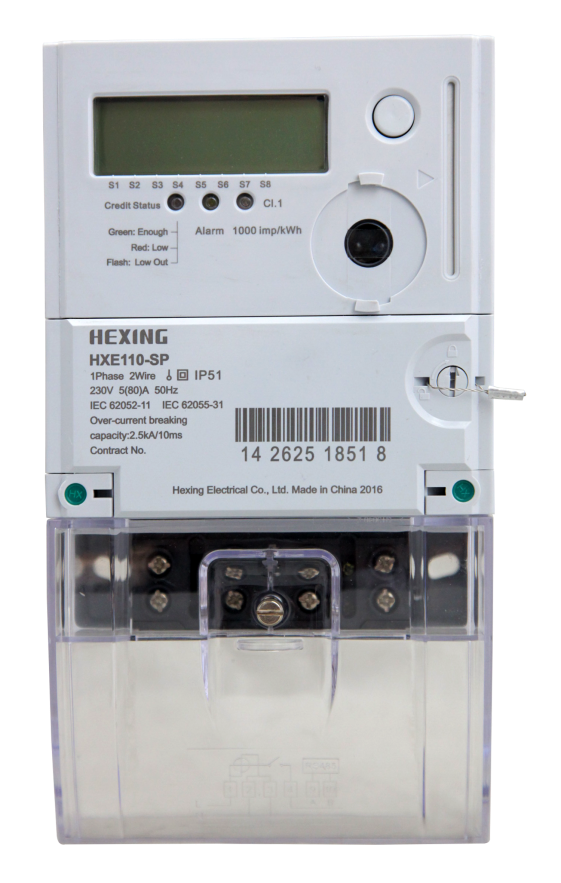 S1 S2 S3 S4 S5 S6 S7 S8
Credit Status Cl.1
Green: Enough Alarm 1000 imp/kWh
Red: Low
Flash: Low Out
HEXING
HXE110-SP
1Phase 2Wire IP51
230V 5(80)A 50Hz
IEC 62052-11 IEC 62055-31
Over-current breaking
capacity:2.5kA/10ms
Contract No.
14 2625 1851 8
Hexing Electrical Co., Ltd. Made in China 2016
HX